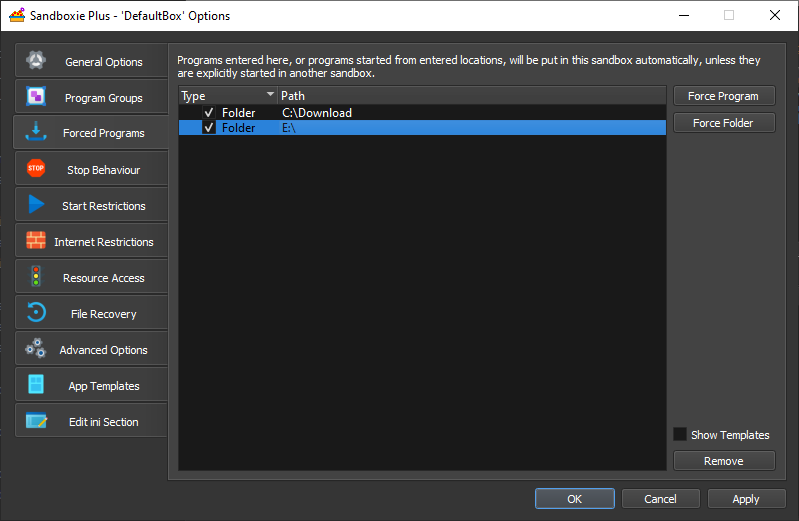 Sandboxie Plus - 'DefaultBox' Options
General Options
Program Groups
Forced Programs
STOP
Stop Behaviour
Start Restrictions
Internet Restrictions
Resource Access
File Recovery
Advanced Options
App Templates
Edit ini Section
Programs entered here, or programs started from entered locations, will be put in this sandbox automatically, unless they
are explicitly started in another sandbox.
Type Path
Folder C:\Download
Folder E:\
Force Program
Force Folder
Show Templates
Remove
OK Cancel Apply